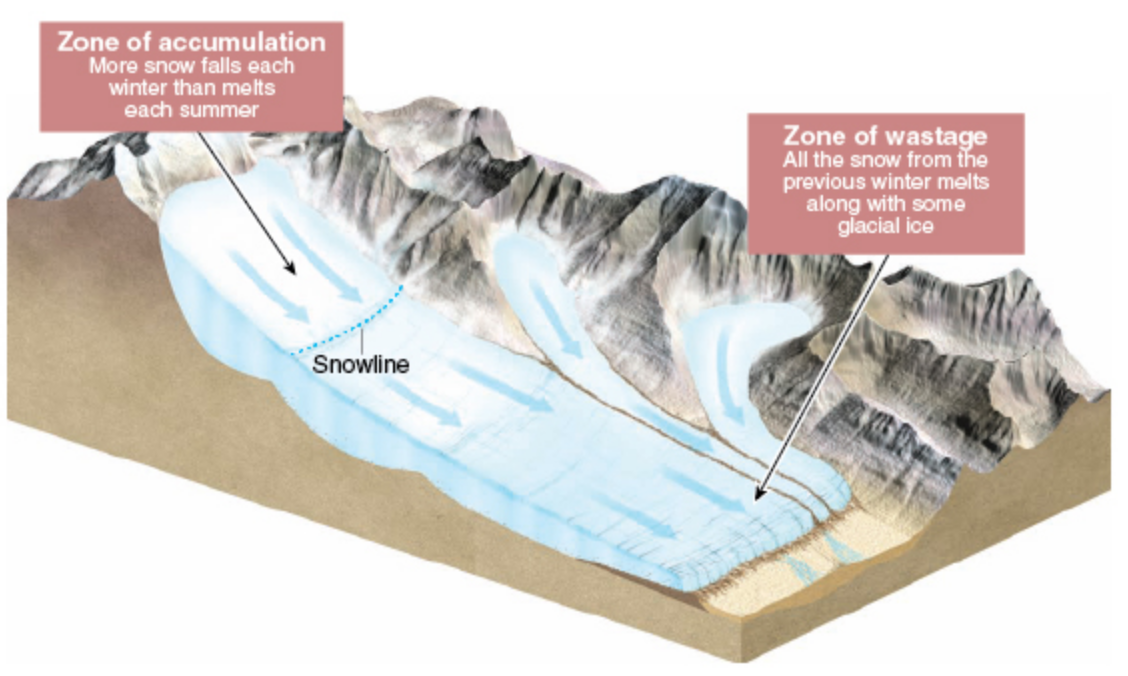 Zone of accumulation
More snow falls each
winter than melts
each summer
Zone of wastage
All the snow from the
previous winter melts
along with some
glacial ice
Snowline